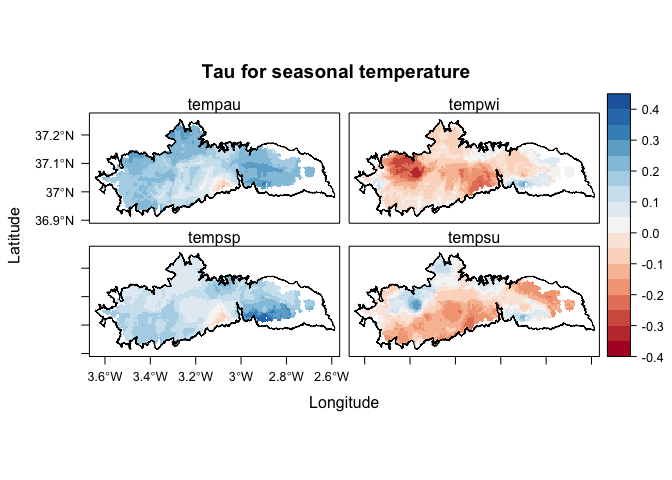 Tau for seasonal temperature
tempau
tempwi
37.2°N
37.1°N
37°N
36.9°N
tempsp
tempsu
3.6°W 3.4°W 3.2°W 3°W 2.8°W 2.6°W
Longitude
Latitude
0.4
0.3
0.2
0.1
0.0
-0.1
-0.2
-0.3
-0.4